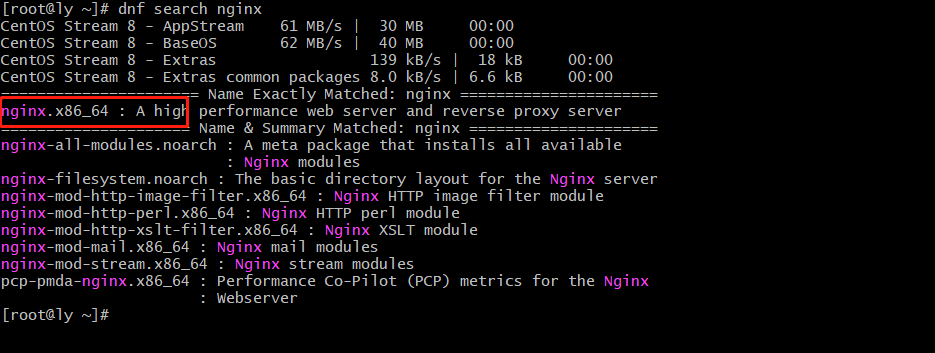 [root@ly ~]# dnf search nginx
CentOS Stream 8 - AppStream    61 MB/s |  30 MB     00:00
CentOS Stream 8 - BaseOS       62 MB/s |  40 MB     00:00
CentOS Stream 8 - Extras                 139 kB/s |  18 kB     00:00
CentOS Stream 8 - Extras common packages 8.0 kB/s | 6.6 kB     00:00
======================= Name Exactly Matched: nginx =======================
nginx.x86_64 : A high performance web server and reverse proxy server
====================== Name & Summary Matched: nginx ======================
nginx-all-modules.noarch : A meta package that installs all available
                         : Nginx modules
nginx-filesystem.noarch : The basic directory layout for the Nginx server
nginx-mod-http-image-filter.x86_64 : Nginx HTTP image filter module
nginx-mod-http-perl.x86_64 : Nginx HTTP perl module
nginx-mod-http-xslt-filter.x86_64 : Nginx XSLT module
nginx-mod-mail.x86_64 : Nginx mail modules
nginx-mod-stream.x86_64 : Nginx stream modules
pcp-pmda-nginx.x86_64 : Performance Co-Pilot (PCP) metrics for the Nginx
                      : Webserver
[root@ly ~]#